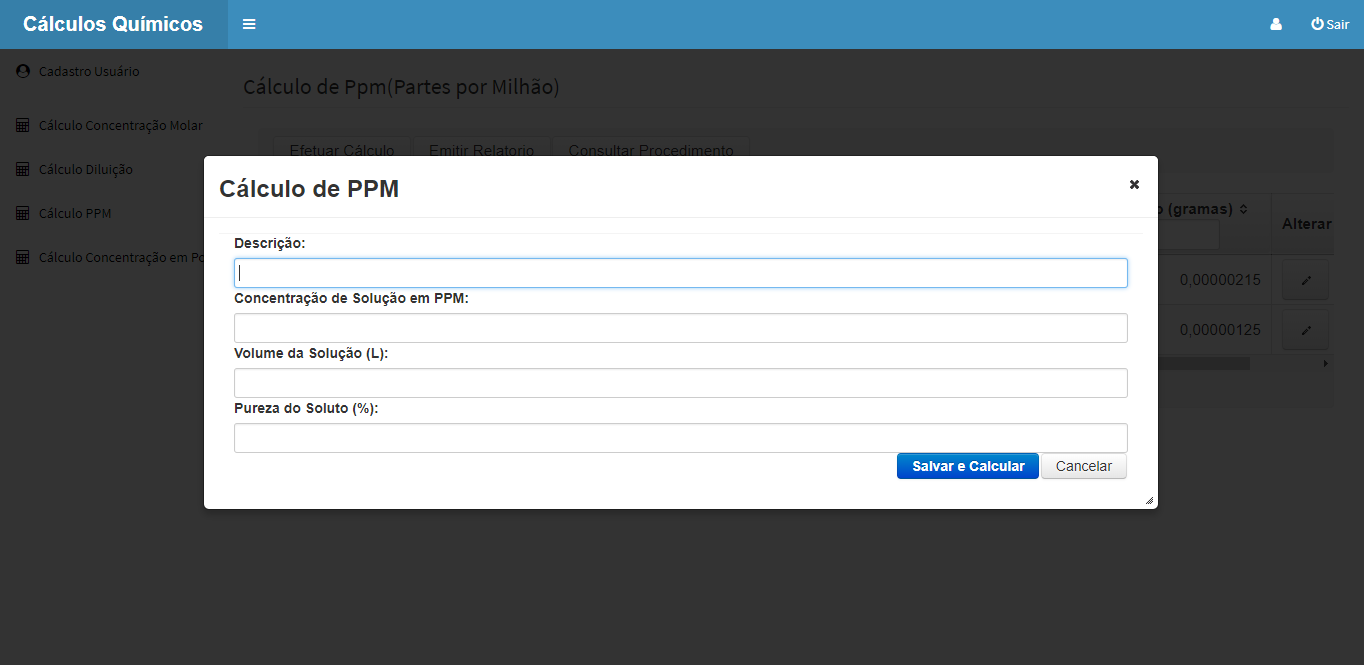 Cálculos Químicos
Sair
Cadastro Usuário
Cálculo de Ppm(Partes por Milhão)
Cálculo Concentração Molar
Cálculo Diluição
Cálculo PPM
Cálculo Concentração em
Efetuar Cálculo
Emitir Relatorio
Consultar Procedimento
(gramas)
Alterar
0,00000215
0,00000125
Cálculo de PPM
Descrição:
Concentração de Solução em PPM:
Volume da Solução (L):
Pureza do Soluto (%):
Salvar e Calcular
Cancelar